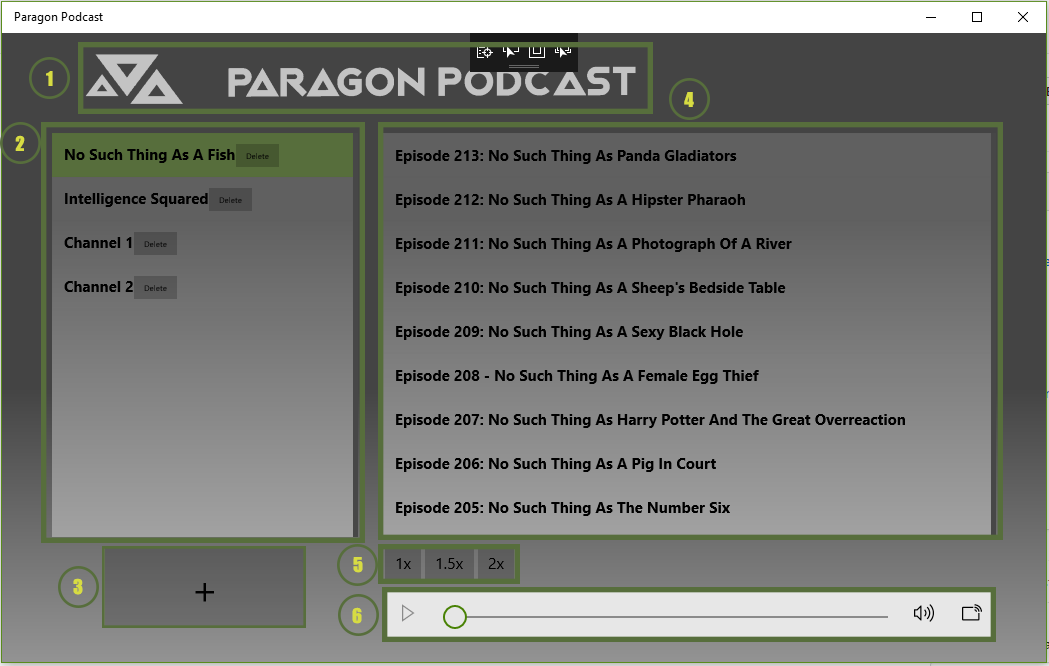 Paragon Podcast
1
PARAGON PODCAST
4
2
No Such Thing As A Fish Delete
Intelligence Squared Delete
Channel 1 Delete
Channel 2 Delete
3
+
Episode 213: No Such Thing As Panda Gladiators
Episode 212: No Such Thing As A Hipster Pharaoh
Episode 211: No Such Thing As A Photograph Of A River
Episode 210: No Such Thing As A Sheep's Bedside Table
Episode 209: No Such Thing As A Sexy Black Hole
Episode 208 - No Such Thing As A Female Egg Thief
Episode 207: No Such Thing As Harry Potter And The Great Overreaction
Episode 206: No Such Thing As A Pig In Court
Episode 205: No Such Thing As The Number Six
5
1x 1.5x 2x
6